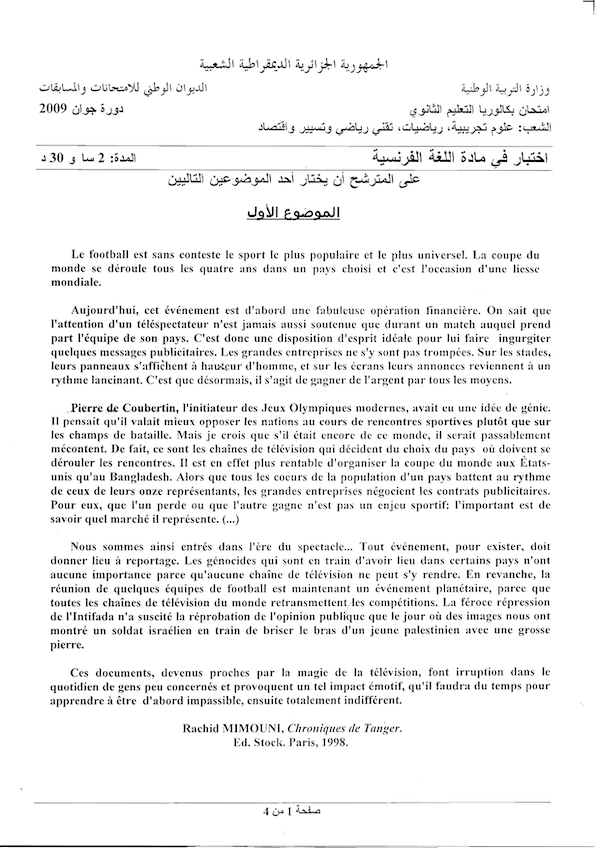 الجمهورية الجزائرية الديمقراطية الشعبية
وزارة التربية الوطنية الديوان الوطني للامتحانات والمسابقات
امتحان بكالوريا التعليم الثانوي دورة جوان 2009
الشعب: علوم تجريبية، رياضيات، تقني رياضي وتسيير واقتصاد
اختبار في مادة اللغة الفرنسية المدة: 2 سا و 30 د
على المترشح أن يختار أحد الموضوعين التاليين
الموضوع الأول
Le football est sans conteste le sport le plus populaire et le plus universel. La coupe du
monde se déroule tous les quatre ans dans un pays choisi et c'est l'occasion d'une liesse
mondiale.
Aujourd'hui, cet événement est d'abord une fabuleuse opération financière. On sait que
l'attention d'un téléspectateur n'est jamais aussi soutenue que durant un match auquel prend
part l'équipe de son pays. C'est donc une disposition d'esprit idéale pour lui faire ingurgiter
quelques messages publicitaires. Les grandes entreprises ne s'y sont pas trompées. Sur les stades,
leurs panneaux s'affichent à hauteur d'homme, et sur les écrans leurs annonces reviennent à un
rythme lancinant. C'est que désormais, il s'agit de gagner de l'argent par tous les moyens.
Pierre de Coubertin, l'initiateur des Jeux Olympiques modernes, avait eu une idée de génie.
Il pensait qu'il valait mieux opposer les nations au cours de rencontres sportives plutôt que sur
les champs de bataille. Mais je crois que s'il était encore de ce monde, il serait passablement
mécontent. De fait, ce sont les chaînes de télévision qui décident du choix du pays où doivent se
dérouler les rencontres. Il est en effet plus rentable d'organiser la coupe du monde aux États-
unis qu'au Bangladesh. Alors que tous les coeurs de la population d'un pays battent au rythme
de ceux de leurs onze représentants, les grandes entreprises négocient les contrats publicitaires.
Pour eux, que l'un perde ou que l'autre gagne n'est pas un enjeu sportif: l'important est de
savoir quel marché il représente. (...)
Nous sommes ainsi entrés dans l'ère du spectacle... Tout événement, pour exister, doit
donner lieu à reportage. Les génocides qui sont en train d'avoir lieu dans certains pays n'ont
aucune importance parce qu'aucune chaîne de télévision ne peut s'y rendre. En revanche, la
réunion de quelques équipes de football est maintenant un événement planétaire, parce que
toutes les chaînes de télévision du monde retransmettent les compétitions. La féroce répression
de l'Intifada n'a suscité la réprobation de l'opinion publique que le jour où des images nous ont
montré un soldat israélien en train de briser le bras d'un jeune palestinien avec une grosse
pierre.
Ces documents, devenus proches par la magie de la télévision, font irruption dans le
quotidien de gens peu concernés et provoquent un tel impact émotif, qu'il faudra du temps pour
apprendre à être d'abord impassible, ensuite totalement indifférent.
Rachid MIMOUNI, Chroniques de Tanger.
Ed. Stock. Paris, 1998.
صفحة 1 من 4